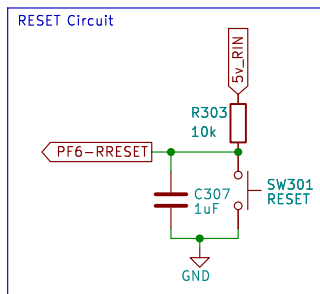 RESET Circuit
5v_RIN
R303
10k
PF6-RRESET
C307
1uF
SW301
RESET
GND